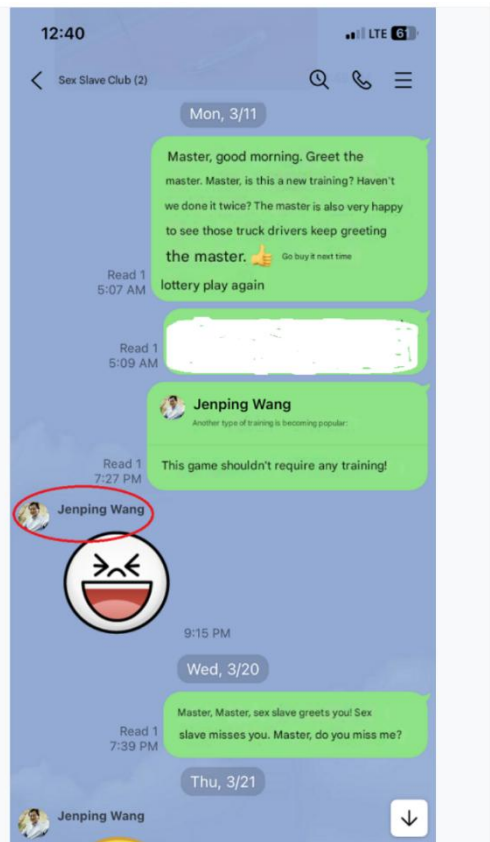 12:40
LTE 61
Sex Slave Club (2)
Mon, 3/11
Master, good morning. Greet the
master. Master, is this a new training? Haven't
we done it twice? The master is also very happy
to see those truck drivers keep greeting
the master. 👍 Go buy it next time
lottery play again
Read 1
5:07 AM
Read 1
5:09 AM
Jenping Wang
Another type of training is becoming popular:
This game shouldn't require any training!
Read 1
7:27 PM
Jenping Wang
9:15 PM
Wed, 3/20
Master, Master, sex slave greets you! Sex
slave misses you. Master, do you miss me?
Read 1
7:39 PM
Thu, 3/21
Jenping Wang